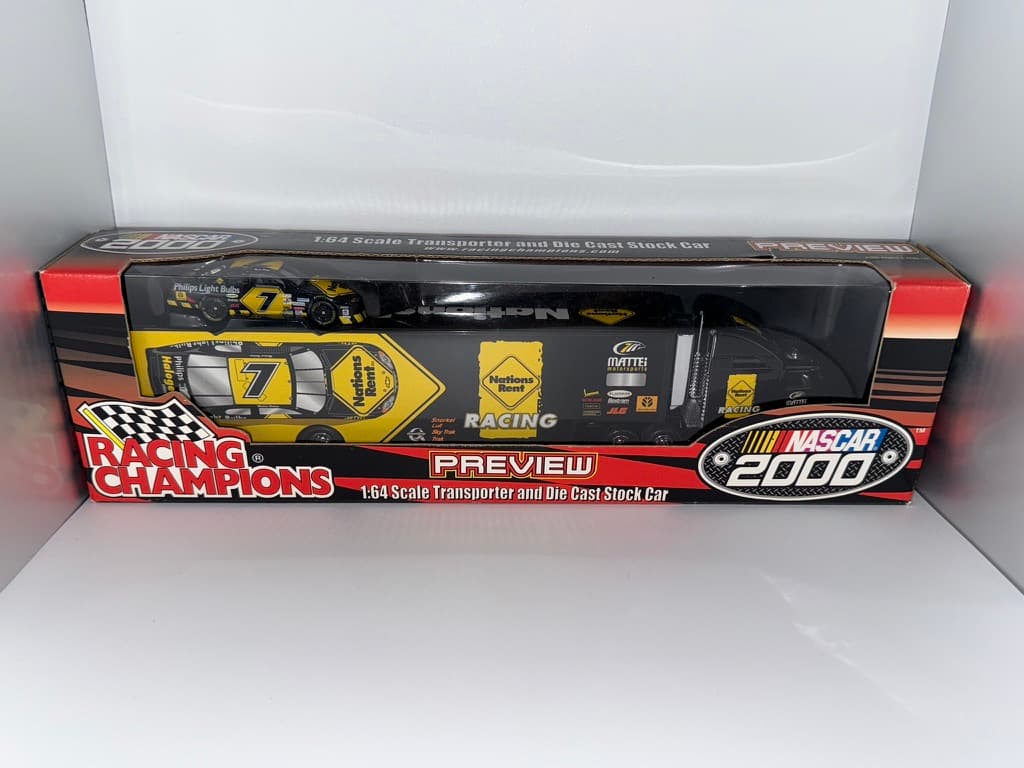 NASCAR
2000
1:64 Scale Transporter and Die Cast Stock Car
www.racingchampions.com
PREVIEW
Philips Light Bulbs
7
Nations
7
Nations
Rent
Nations
Rent
RACING
Snorkel
Lull
Sky Trak
Trak
MATTEI
motorsports
JLG
RACING
MATTEI
RACING
CHAMPIONS®
PREVIEW
1:64 Scale Transporter and Die Cast Stock Car
NASCAR
2000
TM